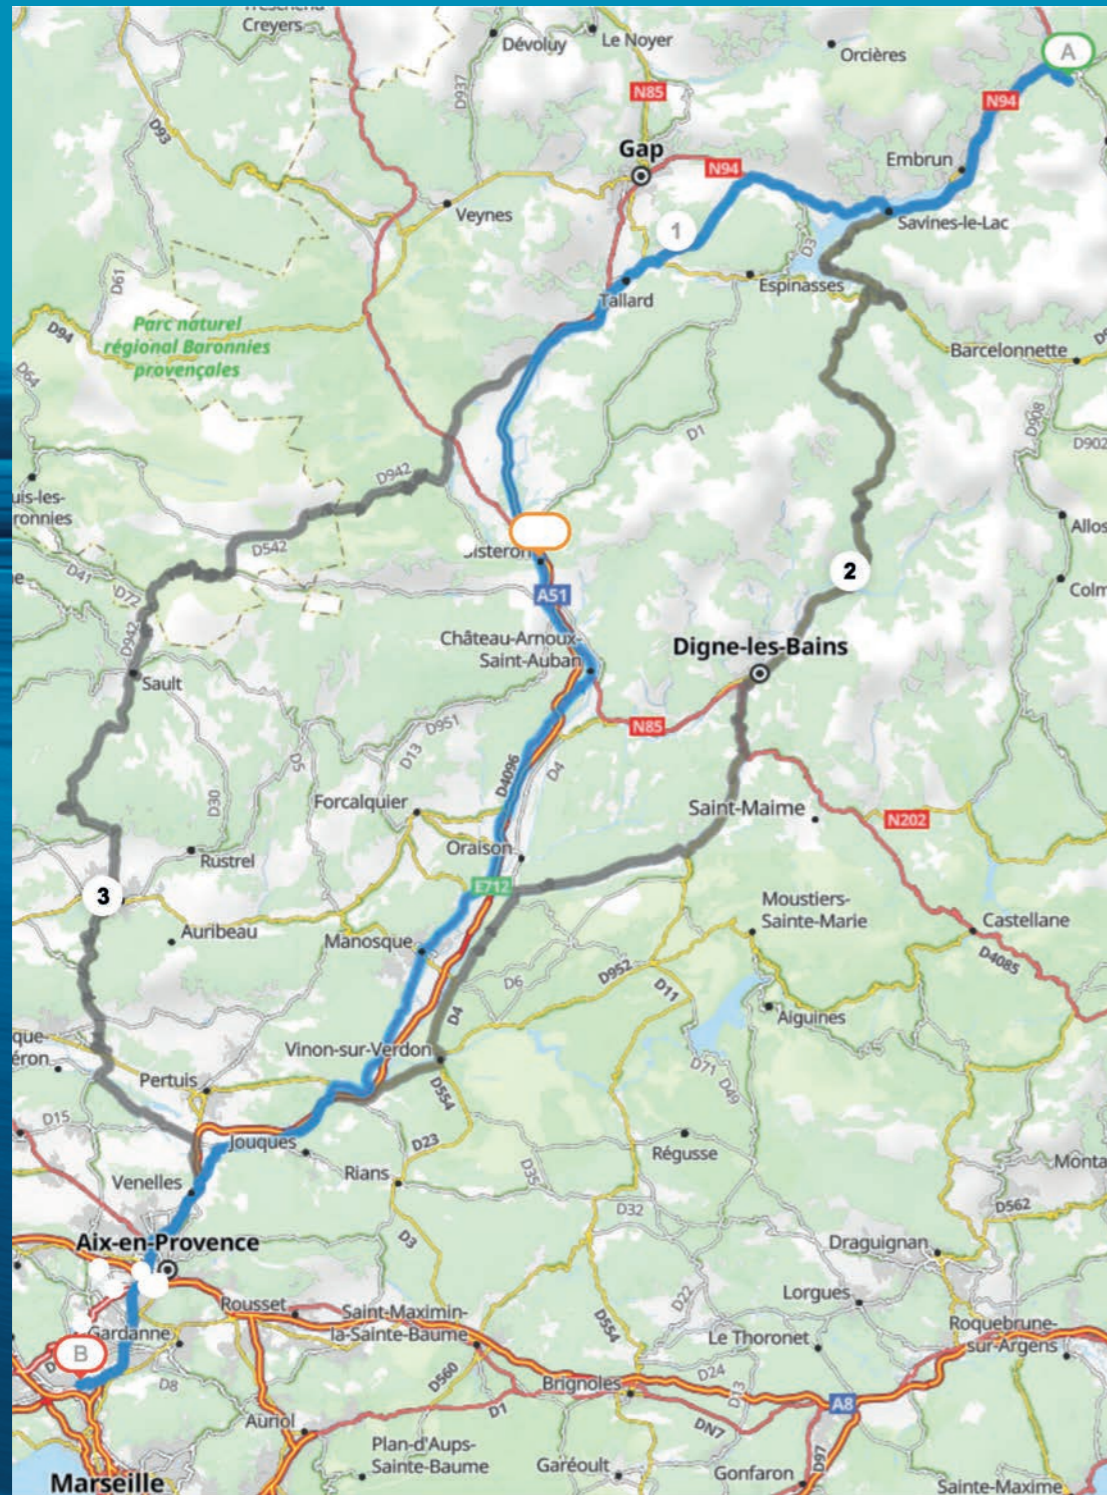 Creyers
Dévoluy
Le Noyer
Orcières
A
D937
N85
N94
D93
Gap
N94
Embrun
Veynes
1
Savines-le-Lac
D3
D61
Espinasses
Tallard
Parc naturel
régional Baronnies
provençales
D94
Barcelonnette
D64
D1
D908
D902
D942
uis-les-
ronnies
Allos
D542
Sisteron
D41
2
A51
Colm
D72
D942
Château-Arnoux-
Saint-Auban
Digne-les-Bains
Sault
D951
N85
D13
D5
D4
D4096
D30
Forcalquier
Saint-Maime
N202
Oraison
Rustrel
E712
3
Moustiers-
Sainte-Marie
Auribeau
Castellane
Manosque
D952
D4085
D6
D11
D4
Aiguines
que-
éron
Vinon-sur-Verdon
D71
Pertuis
D554
D49
D15
Jouques
D23
Régusse
Rians
D35
Monta
Venelles
D562
D32
Aix-en-Provence
D3
Draguignan
Lorgues
D22
Rousset
Saint-Maximin-
la-Sainte-Baume
D554
Roquebrune-
sur-Argens
Gardanne
Le Thoronet
B
D8
D560
D24
Brignoles
D13
A8
Auriol
D1
DN7
Plan-d'Aups-
Sainte-Baume
D97
Garéoult
Gonfaron
Marseille
Sainte-Maxime